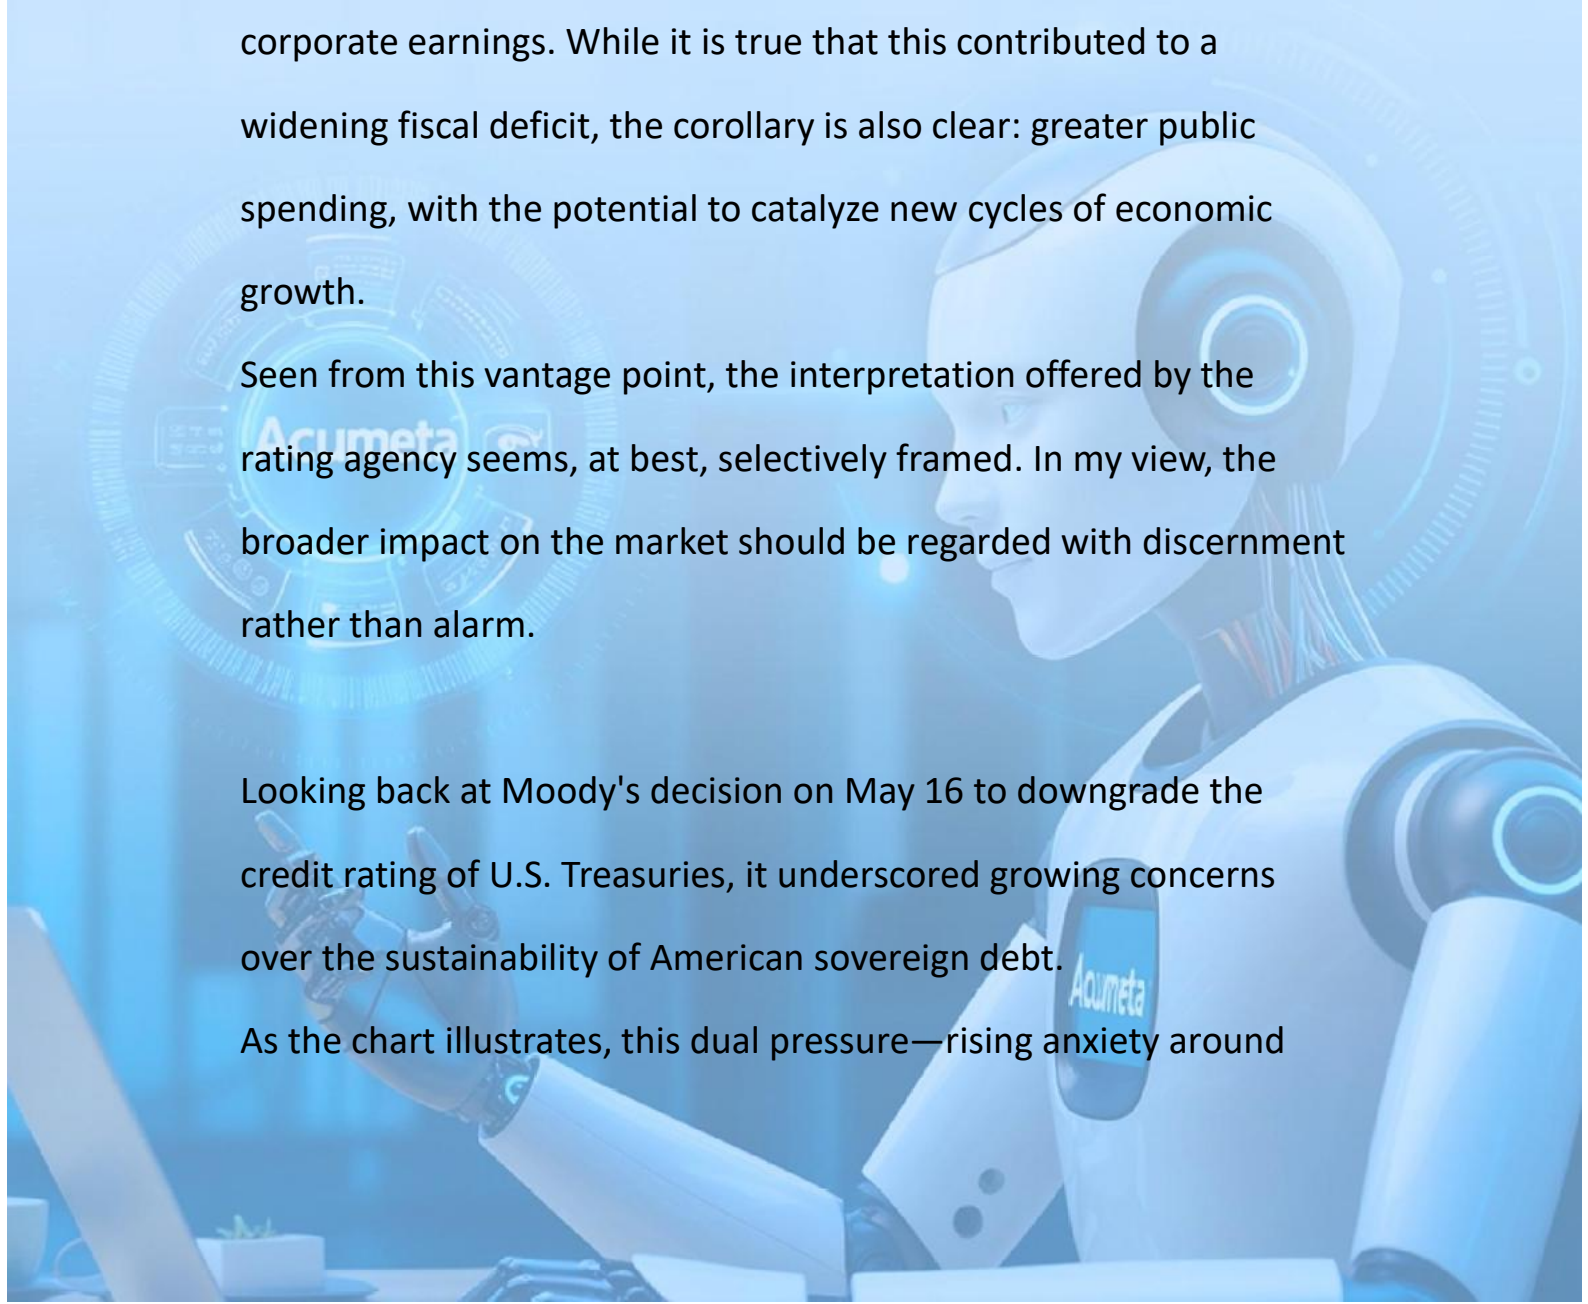 corporate earnings. While it is true that this contributed to a
widening fiscal deficit, the corollary is also clear: greater public
spending, with the potential to catalyze new cycles of economic
growth.
Seen from this vantage point, the interpretation offered by the
Acumeta
rating agency seems, at best, selectively framed. In my view, the
broader impact on the market should be regarded with discernment
rather than alarm.
Looking back at Moody's decision on May 16 to downgrade the
credit rating of U.S. Treasuries, it underscored growing concerns
over the sustainability of American sovereign debt.
Acumeta
As the chart illustrates, this dual pressure—rising anxiety around